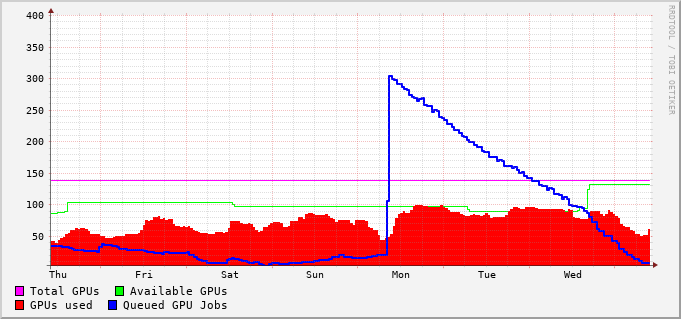 400
350
300
250
200
150
100
50
Thu Fri Sat Sun Mon Tue Wed
Total GPUs Available GPUs
GPUs used Queued GPU Jobs
RRDTOOL / TOBI OETIKER